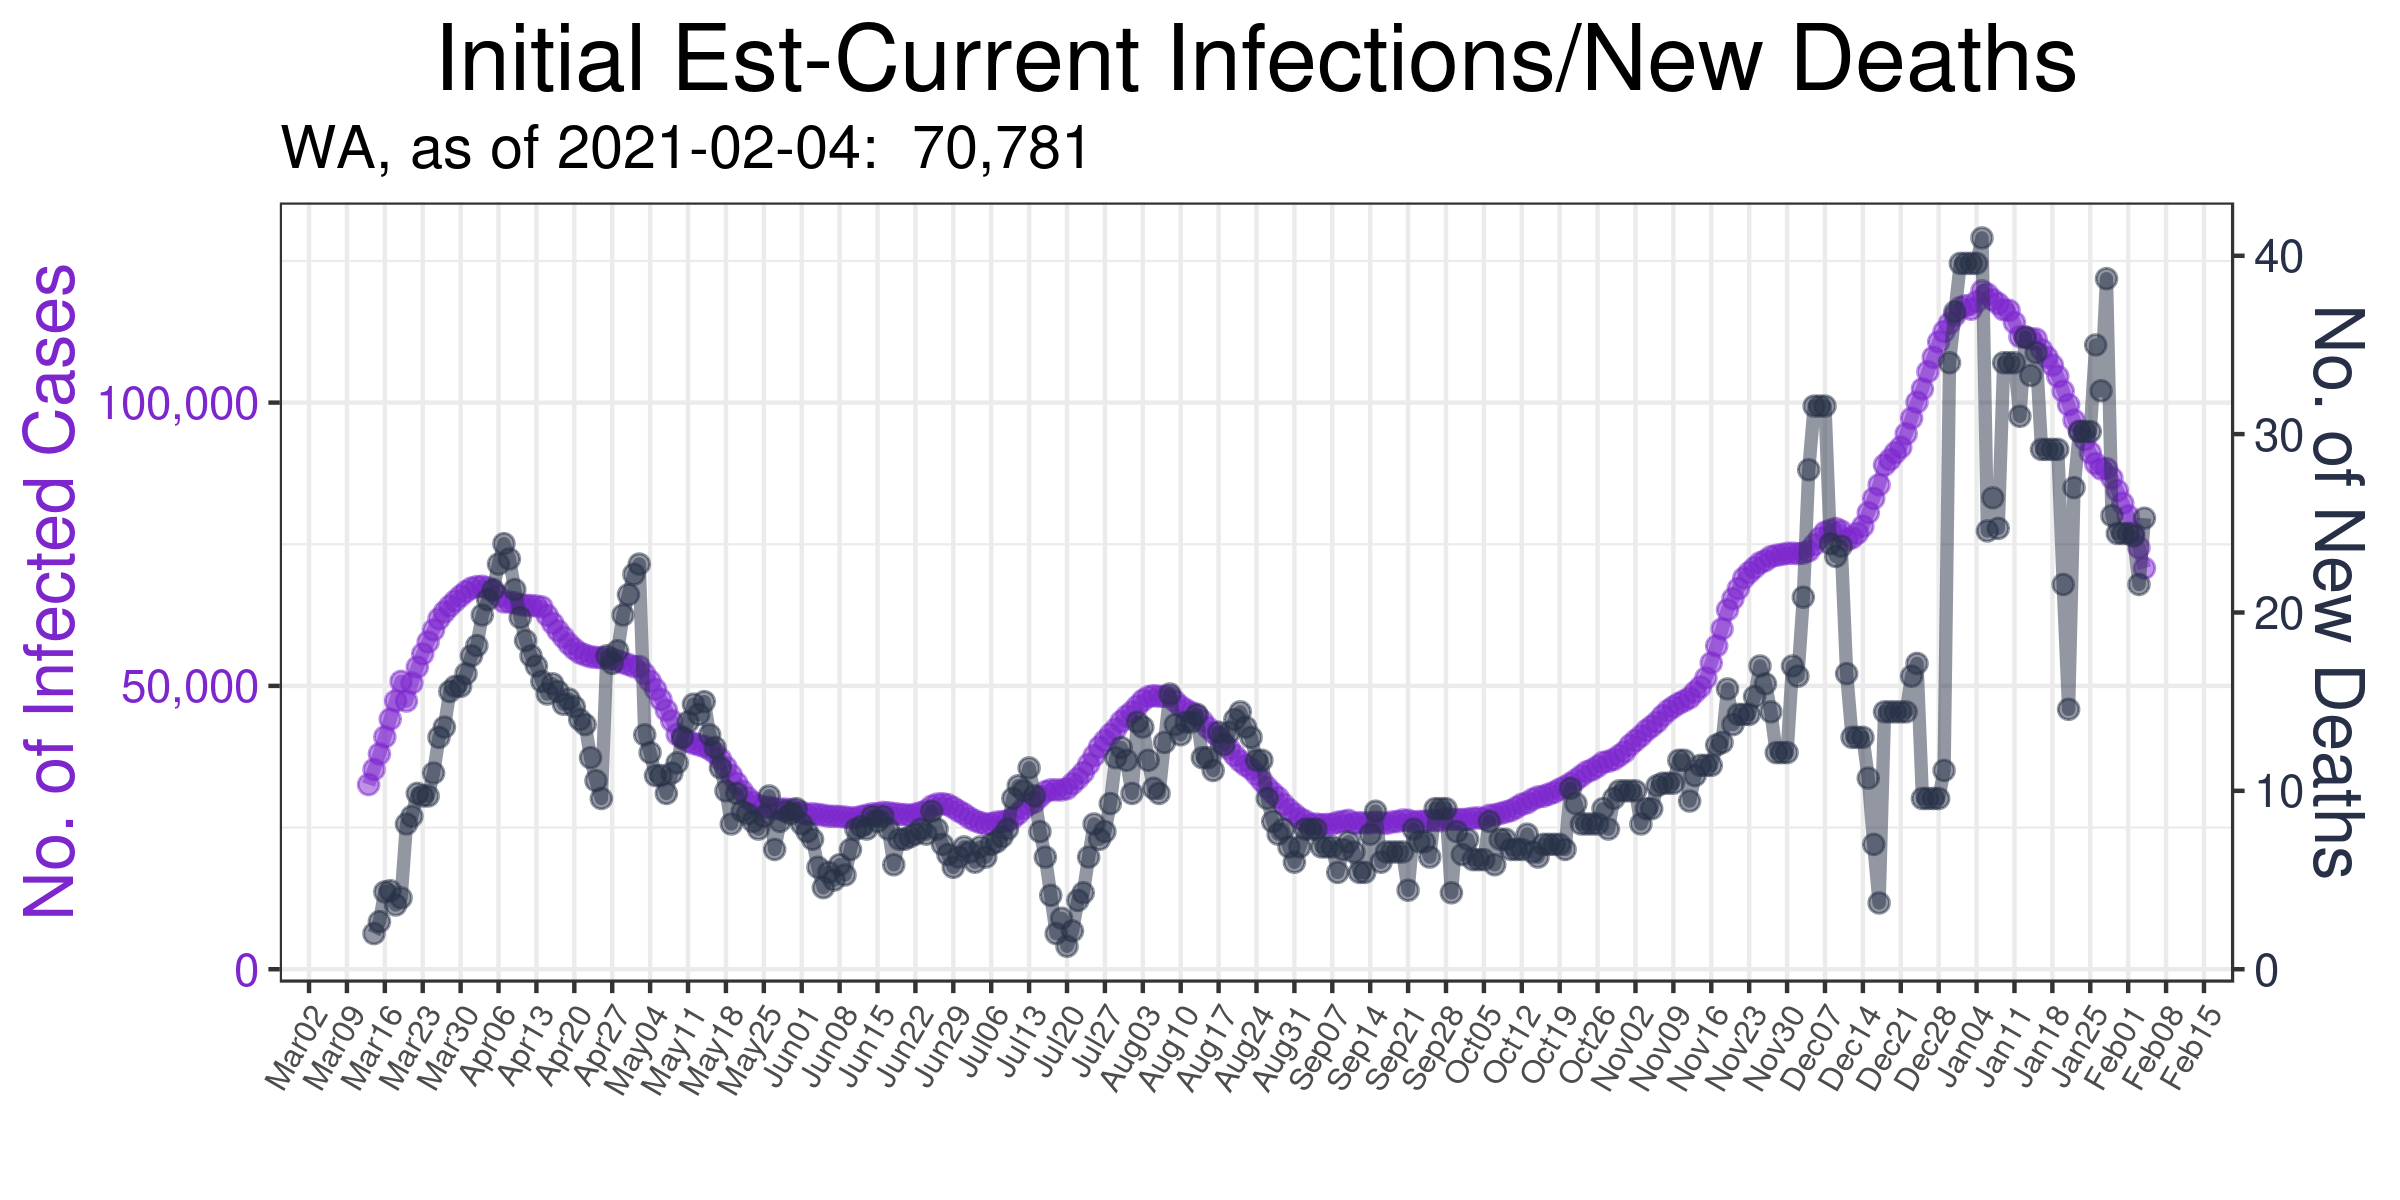 Initial Est-Current Infections/New Deaths
WA, as of 2021-02-04:  70,781
No. of Infected Cases
100,000
50,000
0
40
30
20
10
0
No. of New Deaths
Mar02
Mar09
Mar16
Mar23
Mar30
Apr06
Apr13
Apr20
Apr27
May04
May11
May18
May25
Jun01
Jun08
Jun15
Jun22
Jun29
Jul06
Jul13
Jul20
Jul27
Aug03
Aug10
Aug17
Aug24
Aug31
Sep07
Sep14
Sep21
Sep28
Oct05
Oct12
Oct19
Oct26
Nov02
Nov09
Nov16
Nov23
Nov30
Dec07
Dec14
Dec21
Dec28
Jan04
Jan11
Jan18
Jan25
Feb01
Feb08
Feb15